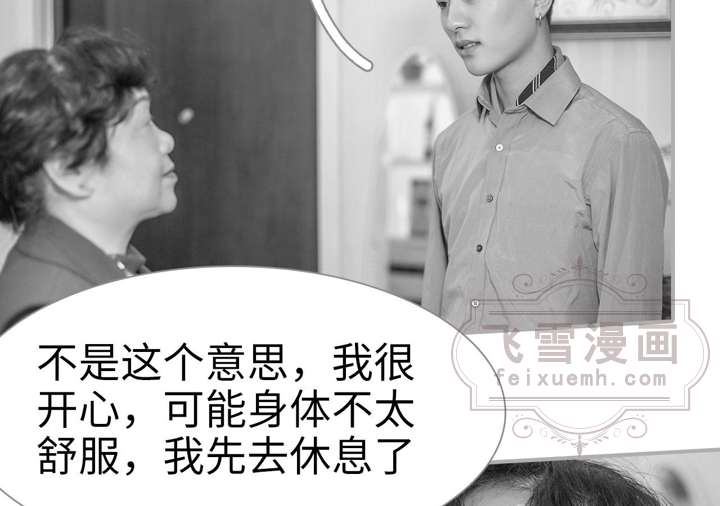 不是这个意思，我很
开心，可能身体不太
舒服，我先去休息了
飞雪漫画
feixuemh.com